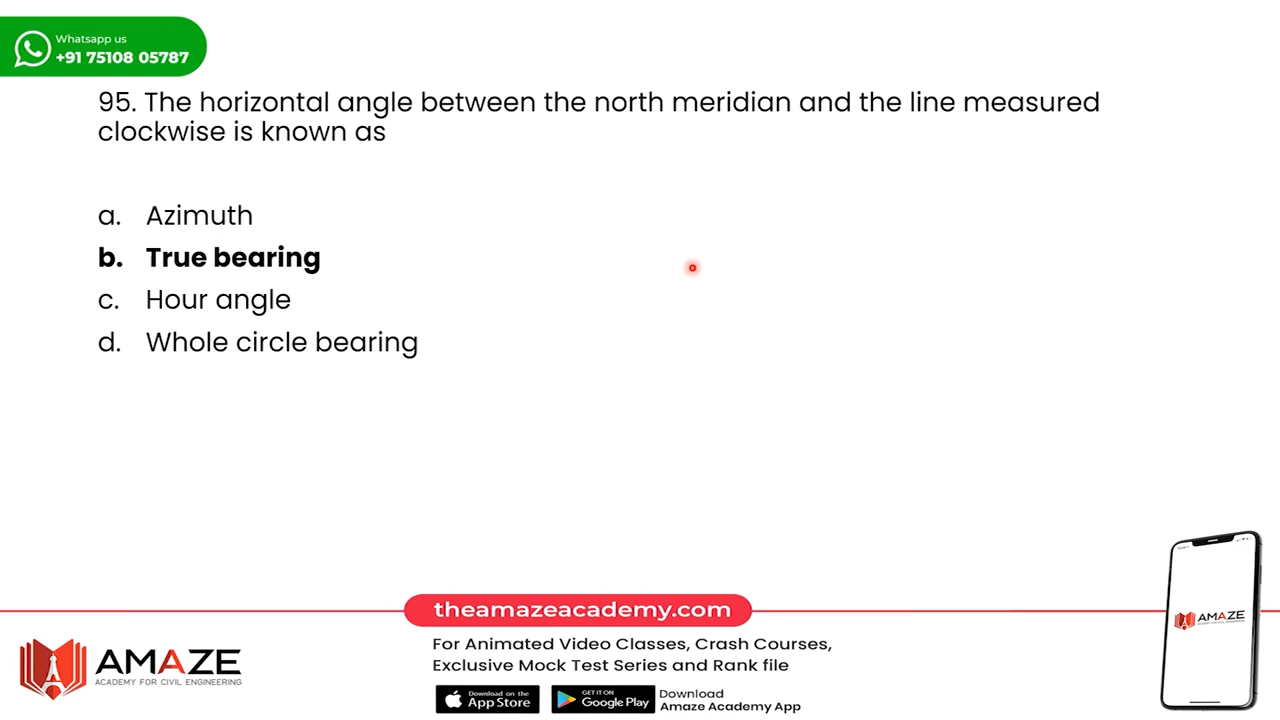 Whatsapp us
+91 75108 05787
95. The horizontal angle between the north meridian and the line measured
clockwise is known as
a. Azimuth
b. True bearing
c. Hour angle
d. Whole circle bearing
theamazeacademy.com
For Animated Video Classes, Crash Courses,
Exclusive Mock Test Series and Rank file
AMAZE
ACADEMY FOR CIVIL ENGINEERING
Download on the
App Store
GET IT ON
Google Play
Download
Amaze Academy App
AMAZE